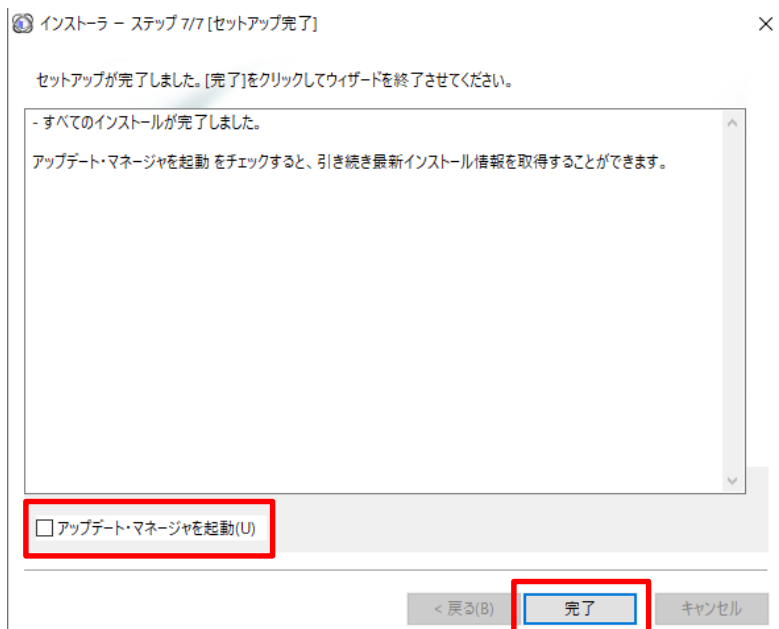 インストーラ － ステップ 7/7 [セットアップ完了]
セットアップが完了しました。[完了]をクリックしてウィザードを終了させてください。
- すべてのインストールが完了しました。
アップデート・マネージャを起動 をチェックすると、引き続き最新インストール情報を取得することができます。
アップデート・マネージャを起動(U)
< 戻る(B)
完了
キャンセル